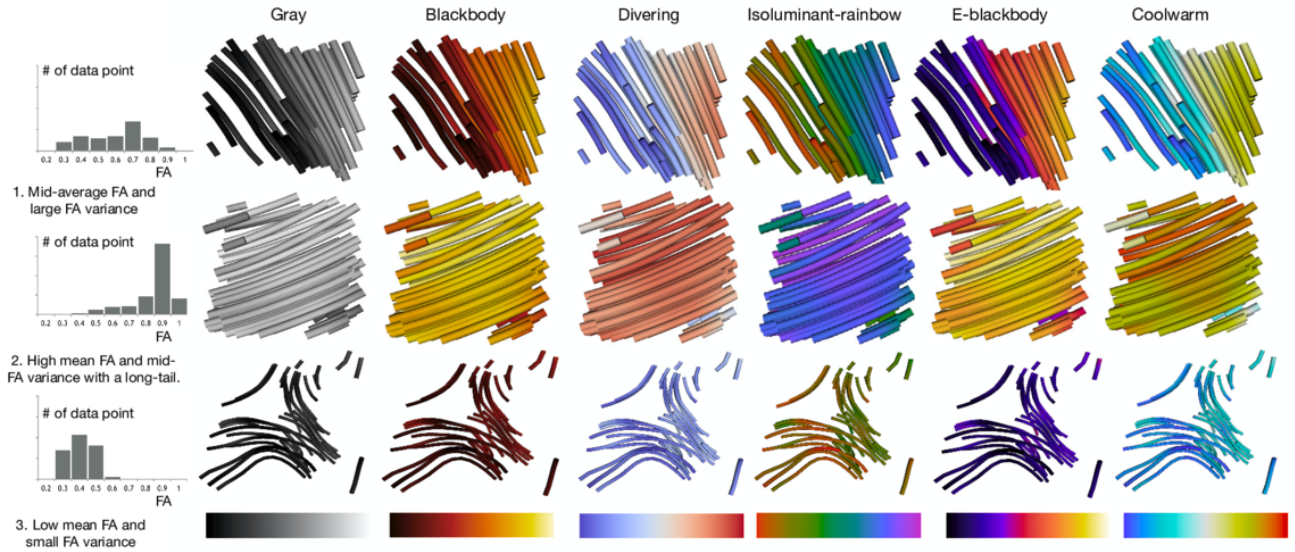 Gray Blackbody Divering Isoluminant-rainbow E-blackbody Coolwarm
# of data point
0.2 0.3 0.4 0.5 0.6 0.7 0.8 0.9 1
FA
1. Mid-average FA and
large FA variance
# of data point
0.2 0.3 0.4 0.5 0.6 0.7 0.8 0.9 1
FA
2. High mean FA and mid-
FA variance with a long-tail.
# of data point
0.2 0.3 0.4 0.5 0.6 0.7 0.8 0.9 1
FA
3. Low mean FA and
small FA variance